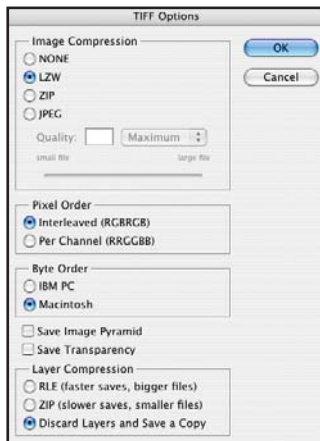 TIFF Options
Image Compression
NONE
LZW
ZIP
JPEG
Quality: Maximum
small file large file
OK
Cancel
Pixel Order
Interleaved (RGBRGB)
Per Channel (RRGGBB)
Byte Order
IBM PC
Macintosh
Save Image Pyramid
Save Transparency
Layer Compression
RLE (faster saves, bigger files)
ZIP (slower saves, smaller files)
Discard Layers and Save a Copy